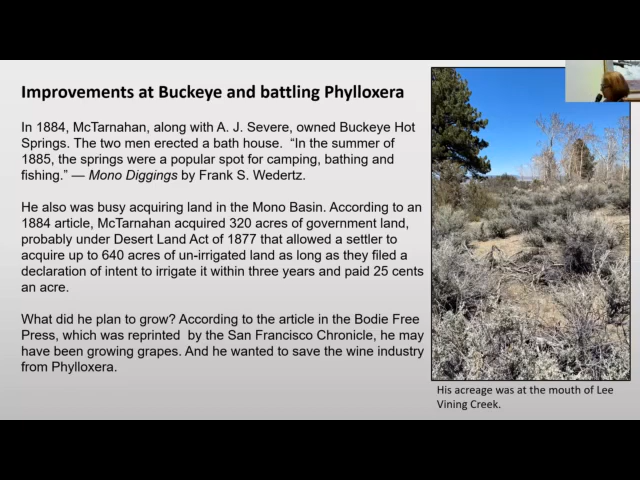 Improvements at Buckeye and battling Phylloxera
In 1884, McTarnahan, along with A. J. Severe, owned Buckeye Hot
Springs. The two men erected a bath house.  “In the summer of
1885, the springs were a popular spot for camping, bathing and
fishing.” — Mono Diggings by Frank S. Wedertz.
He also was busy acquiring land in the Mono Basin. According to an
1884 article, McTarnahan acquired 320 acres of government land,
probably under Desert Land Act of 1877 that allowed a settler to
acquire up to 640 acres of un-irrigated land as long as they filed a
declaration of intent to irrigate it within three years and paid 25 cents
an acre.
What did he plan to grow? According to the article in the Bodie Free
Press, which was reprinted  by the San Francisco Chronicle, he may
have been growing grapes. And he wanted to save the wine industry
from Phylloxera.
His acreage was at the mouth of Lee
Vining Creek.